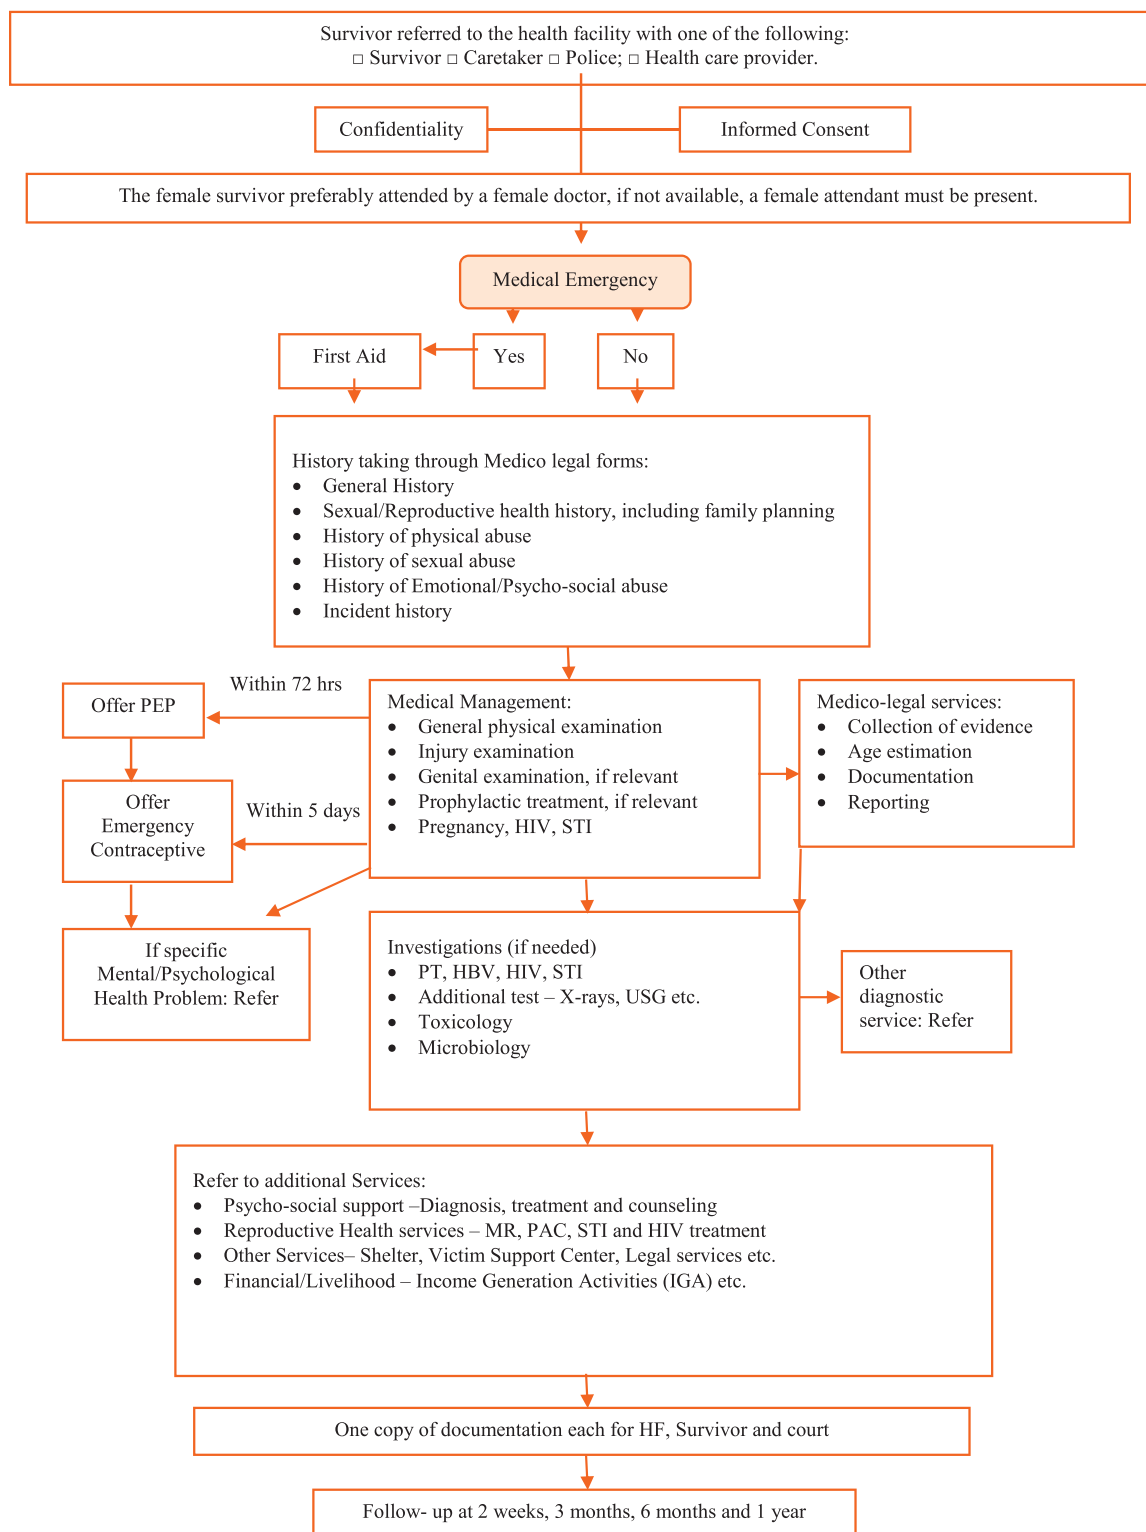 Survivor referred to the health facility with one of the following:
□ Survivor □ Caretaker □ Police; □ Health care provider.
Confidentiality
Informed Consent
The female survivor preferably attended by a female doctor, if not available, a female attendant must be present.
Medical Emergency
First Aid
Yes
No
History taking through Medico legal forms:
● General History
● Sexual/Reproductive health history, including family planning
● History of physical abuse
● History of sexual abuse
● History of Emotional/Psycho-social abuse
● Incident history
Within 72 hrs
Offer PEP
Offer
Emergency
Contraceptive
Within 5 days
If specific
Mental/Psychological
Health Problem: Refer
Medical Management:
● General physical examination
● Injury examination
● Genital examination, if relevant
● Prophylactic treatment, if relevant
● Pregnancy, HIV, STI
Medico-legal services:
● Collection of evidence
● Age estimation
● Documentation
● Reporting
Investigations (if needed)
● PT, HBV, HIV, STI
● Additional test – X-rays, USG etc.
● Toxicology
● Microbiology
Other
diagnostic
service: Refer
Refer to additional Services:
● Psycho-social support –Diagnosis, treatment and counseling
● Reproductive Health services – MR, PAC, STI and HIV treatment
● Other Services– Shelter, Victim Support Center, Legal services etc.
● Financial/Livelihood – Income Generation Activities (IGA) etc.
One copy of documentation each for HF, Survivor and court
Follow- up at 2 weeks, 3 months, 6 months and 1 year